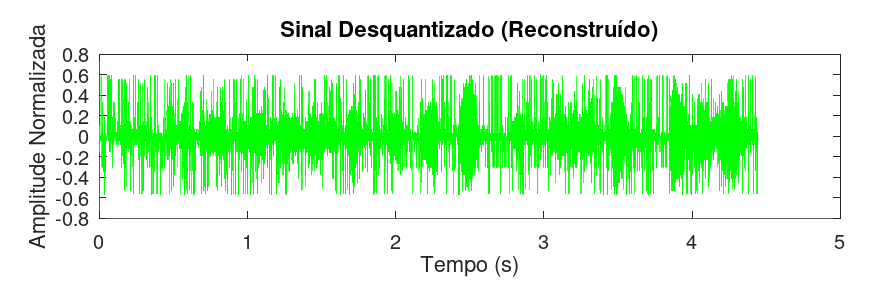 Sinal Desquantizado (Reconstruído)
Amplitude Normalizada
0.8
0.6
0.4
0.2
0
-0.2
-0.4
-0.6
-0.8
0 1 2 3 4 5
Tempo (s)